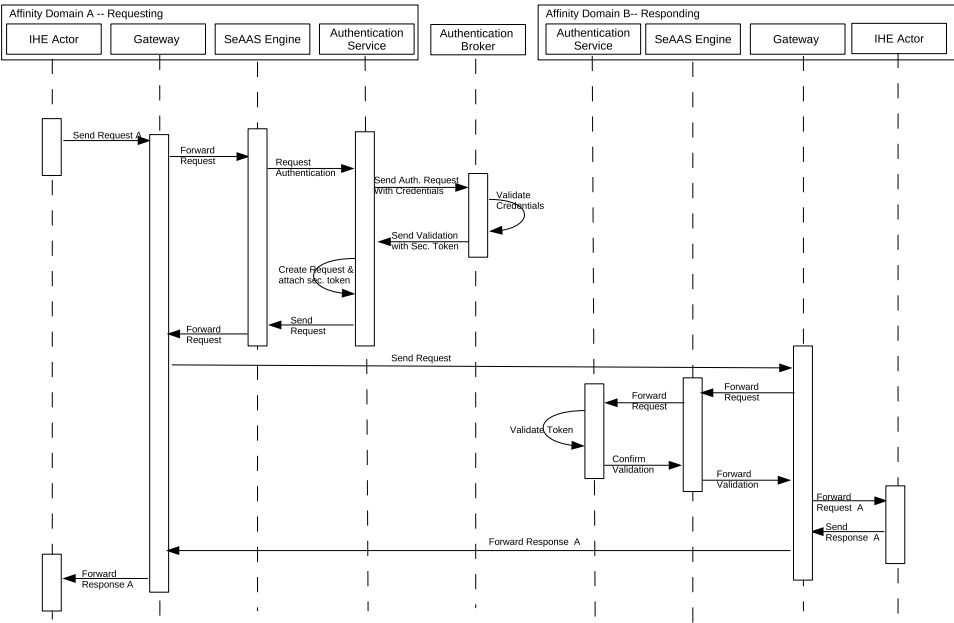 Affinity Domain A -- Requesting
Affinity Domain B-- Responding
IHE Actor
Gateway
SeAAS Engine
Authentication
Service
Authentication
Broker
Authentication
Service
SeAAS Engine
Gateway
IHE Actor
Send Request A
Forward
Request
Request
Authentication
Send Auth. Request
With Credentials
Validate
Credentials
Send Validation
with Sec. Token
Create Request &
attach sec. token
Send
Request
Forward
Request
Send Request
Forward
Request
Forward
Request
Validate Token
Confirm
Validation
Forward
Validation
Forward
Request A
Send
Response A
Forward Response A
Forward
Response A